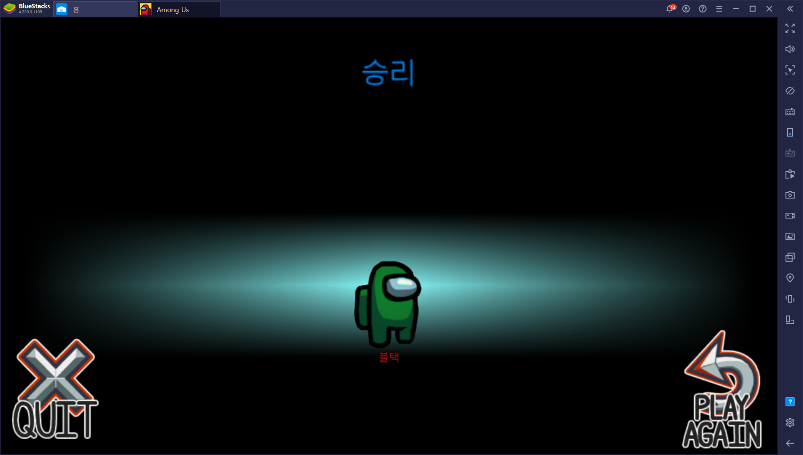 BlueStacks
홈
Among Us
승리
블택
QUIT
PLAY
AGAIN